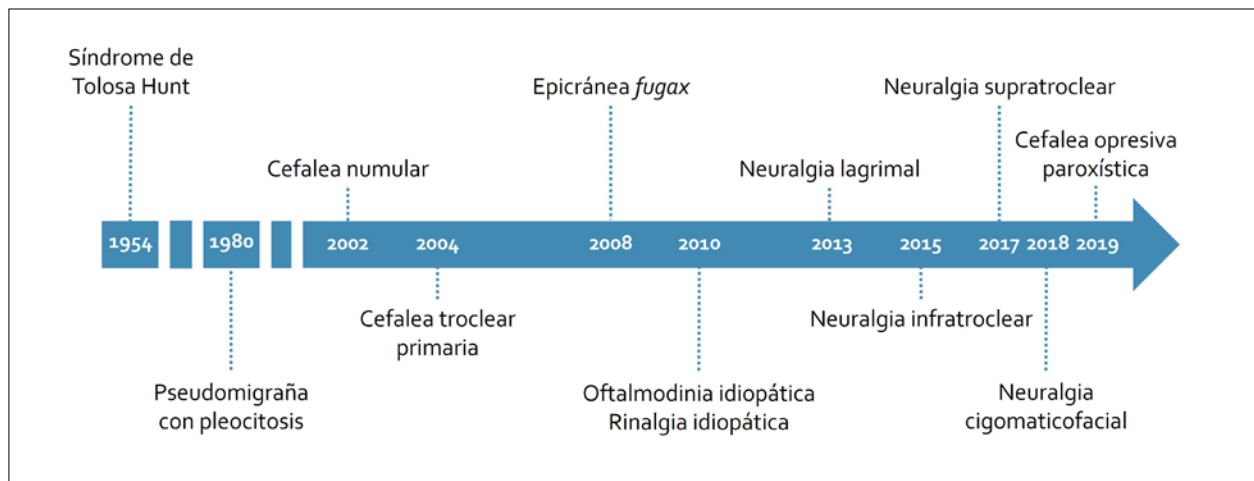 Síndrome de
Tolosa Hunt
Epicránea fugax
Neuralgia supratroclear
Cefalea numular
Neuralgia lagrimal
Cefalea opresiva
paroxística
1954
1980
2002
2004
2008
2010
2013
2015
2017
2018
2019
Cefalea troclear
primaria
Neuralgia infratroclear
Pseudomigraña
con pleocitosis
Oftalmodinia idiopática
Rinalgia idiopática
Neuralgia
cigomaticofacial